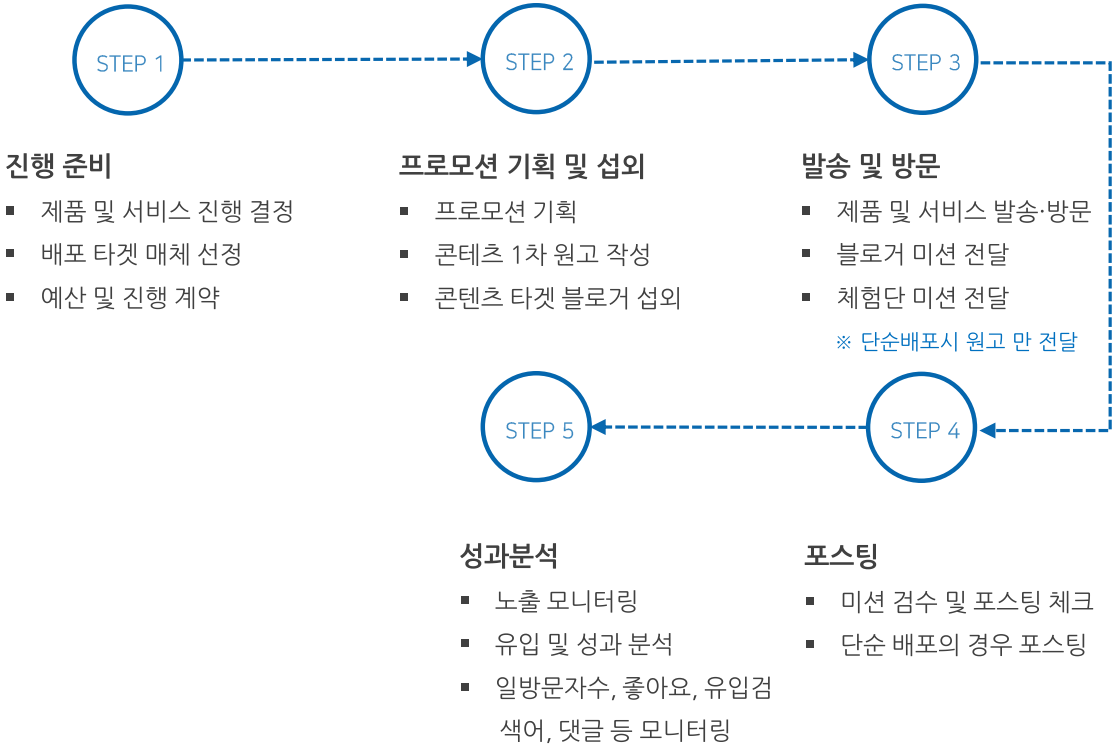 STEP 1
STEP 2
STEP 3
진행 준비
제품 및 서비스 진행 결정
배포 타겟 매체 선정
예산 및 진행 계약
프로모션 기획 및 섭외
프로모션 기획
콘테츠 1차 원고 작성
콘텐츠 타겟 블로거 섭외
발송 및 방문
제품 및 서비스 발송·방문
블로거 미션 전달
체험단 미션 전달
※ 단순배포시 원고 만 전달
STEP 4
STEP 5
포스팅
미션 검수 및 포스팅 체크
단순 배포의 경우 포스팅
성과분석
노출 모니터링
유입 및 성과 분석
일방문자수, 좋아요, 유입검
색어, 댓글 등 모니터링